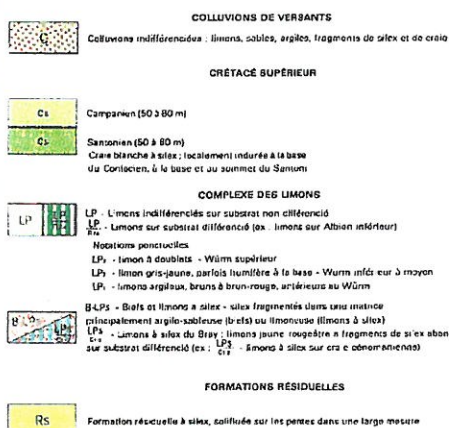 COLLUVIONS DE VERSANTS
C Colluvions indifférenciées : limons, sables, argiles, fragments de silex et de craie
CRÉTACÉ SUPÉRIEUR
Campanien (50 à 80 m)
Santonien (50 à 80 m)
Craie blanche à silex ; localement indurée à la base
du Coniacien, à la base et au sommet du Santoni
COMPLEXE DES LIMONS
LP LP - Limons indifférenciés sur substrat non différencié
LP - Limons sur substrat différencié (ex : limons sur Albien inférieur)
Notations ponctuelles
LP - limon à doublets - Würm supérieur
LP - limon gris-jaune, parfois humifère à la base - Wurm inférieur à moyen
LP - limons argileux, bruns à brun-rouge, antérieurs au Würm
B-LPs - Biefs et limons à silex - silex fragmentés dans une matrice
principalement argilo-sableuse (biefs) ou limoneuse (limons à silex)
LPs - Limons à silex du Bray : limons jaune rougeâtre à fragments de silex abon
sur substrat différencié (ex : LPs - limons à silex sur craie cénomanienne)
FORMATIONS RÉSIDUELLES
Rs Formation résiduelle à silex, soliflués sur les pentes dans une large mesure